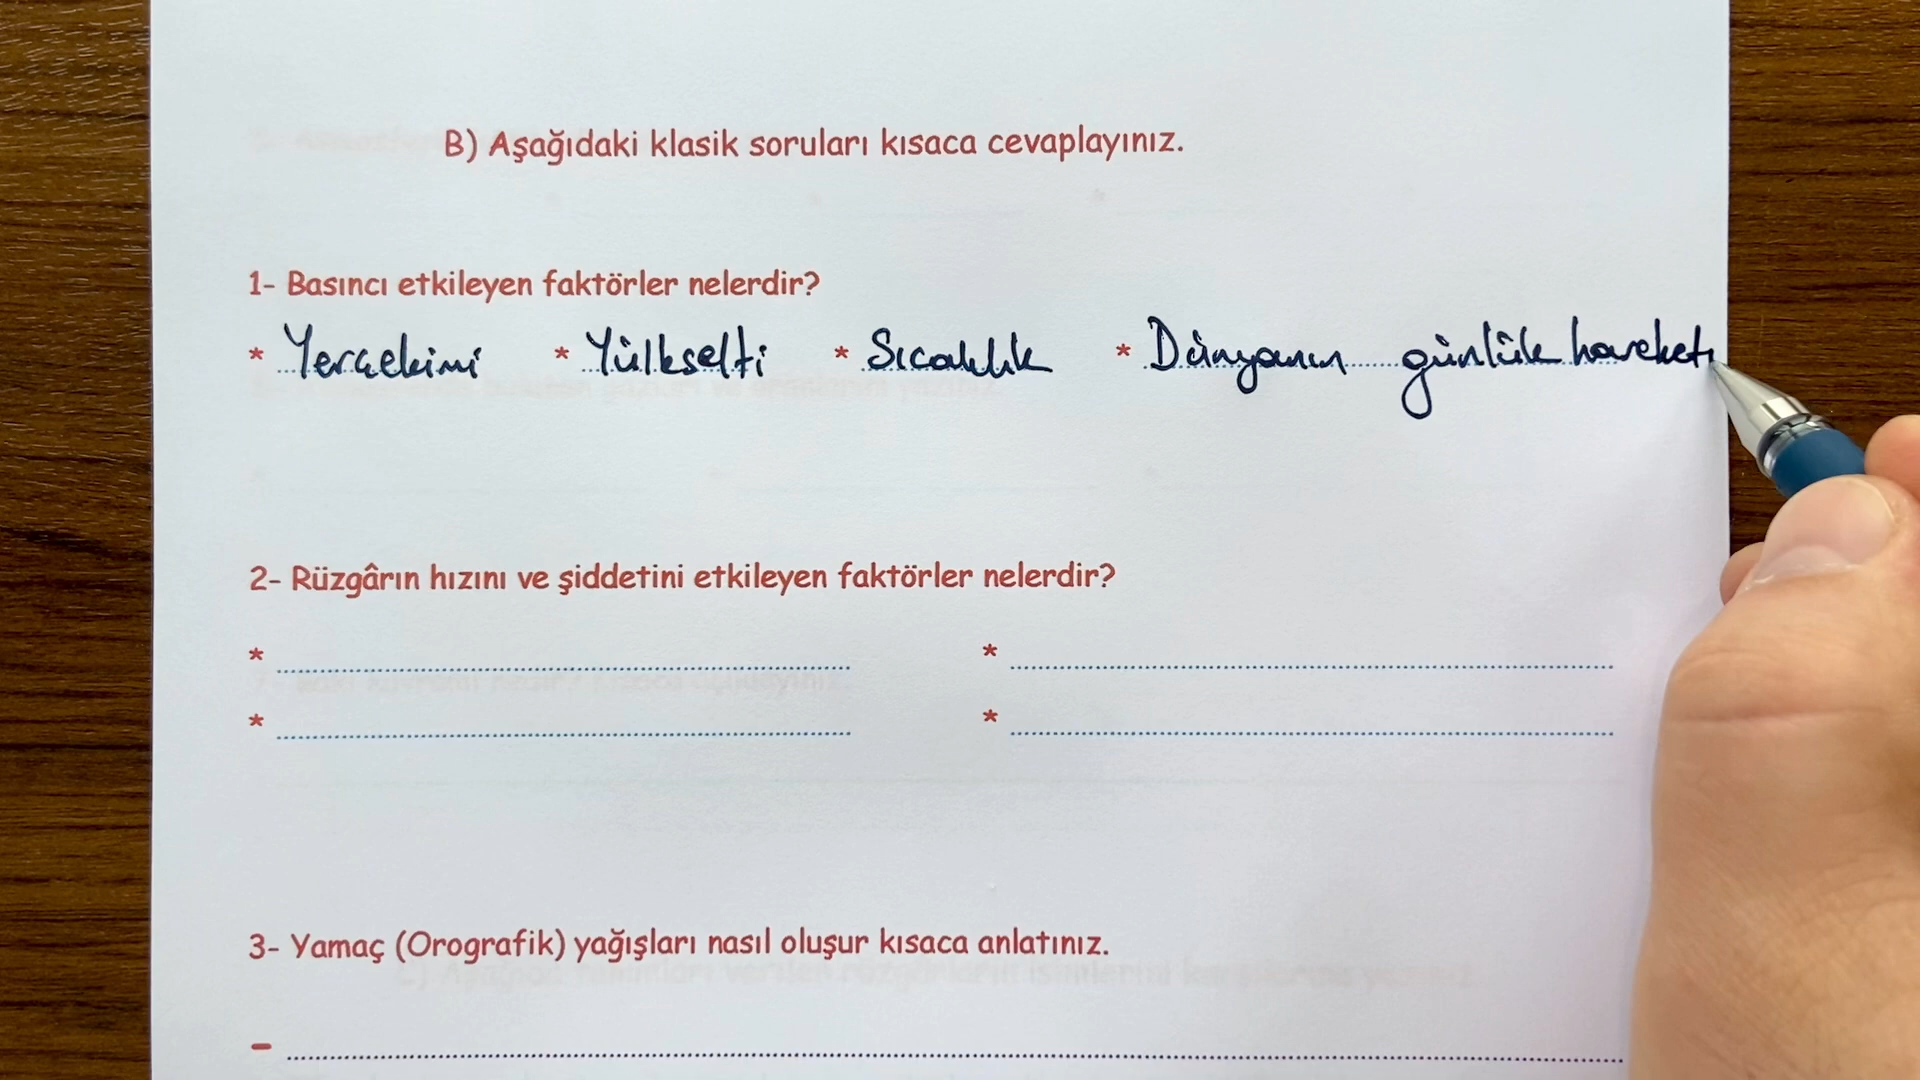 B) Aşağıdaki klasik soruları kısaca cevaplayınız.
1- Basıncı etkileyen faktörler nelerdir?
* Yerçekimi * Yükselti * Sıcaklık * Dünyanın günlük hareketi
2- Rüzgârın hızını ve şiddetini etkileyen faktörler nelerdir?
* *
* *
3- Yamaç (Orografik) yağışları nasıl oluşur kısaca anlatınız.
-